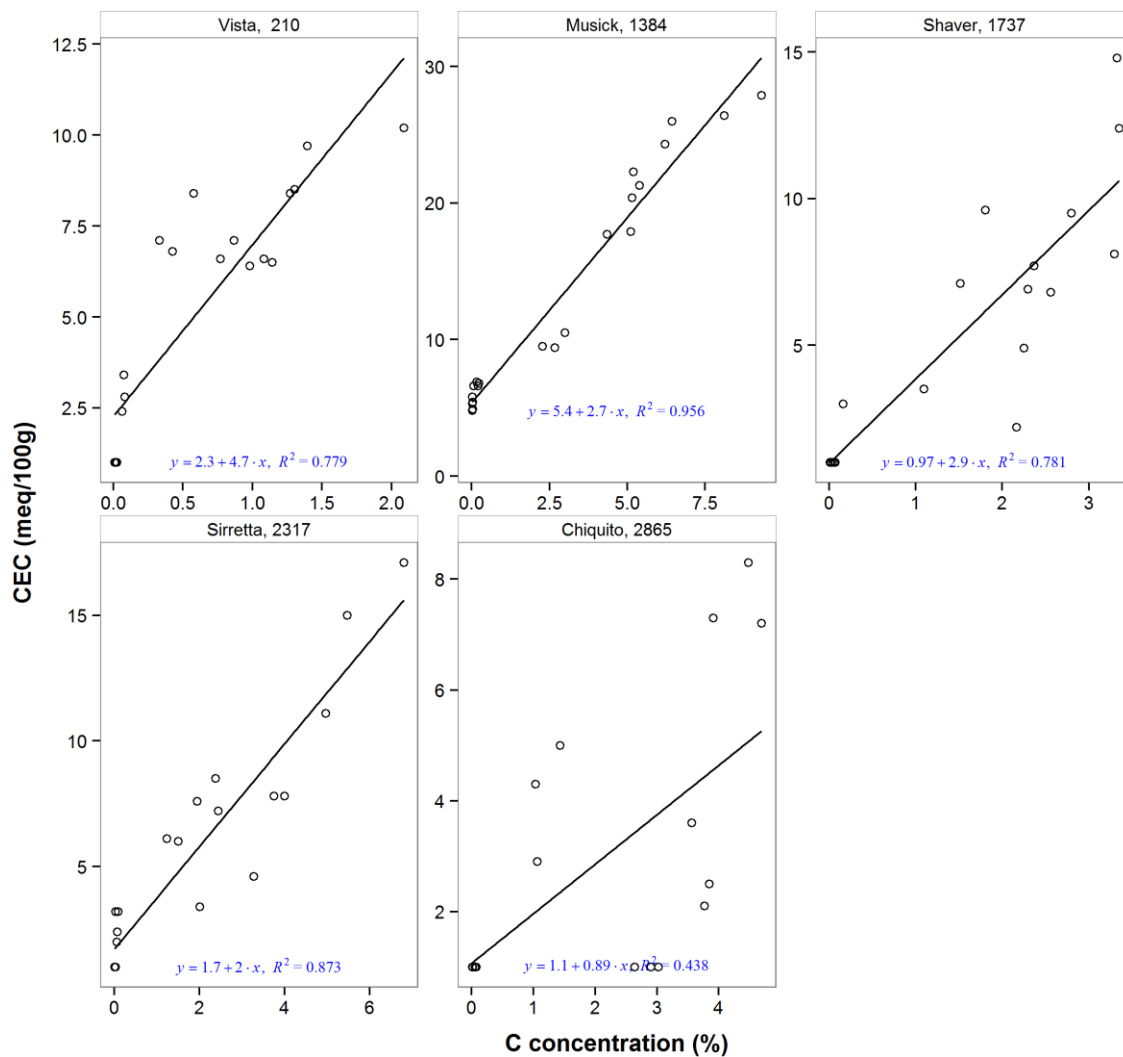 Vista, 210
Musick, 1384
Shaver, 1737
12.5
10.0
7.5
5.0
2.5
y = 2.3 + 4.7 · x, R² = 0.779
0.0 0.5 1.0 1.5 2.0
30
20
10
0
y = 5.4 + 2.7 · x, R² = 0.956
0.0 2.5 5.0 7.5
15
10
5
y = 0.97 + 2.9 · x, R² = 0.781
0 1 2 3
CEC (meq/100g)
Sirretta, 2317
Chiquito, 2865
15
10
5
y = 1.7 + 2 · x, R² = 0.873
0 2 4 6
8
6
4
2
y = 1.1 + 0.89 · x, R² = 0.438
0 1 2 3 4
C concentration (%)